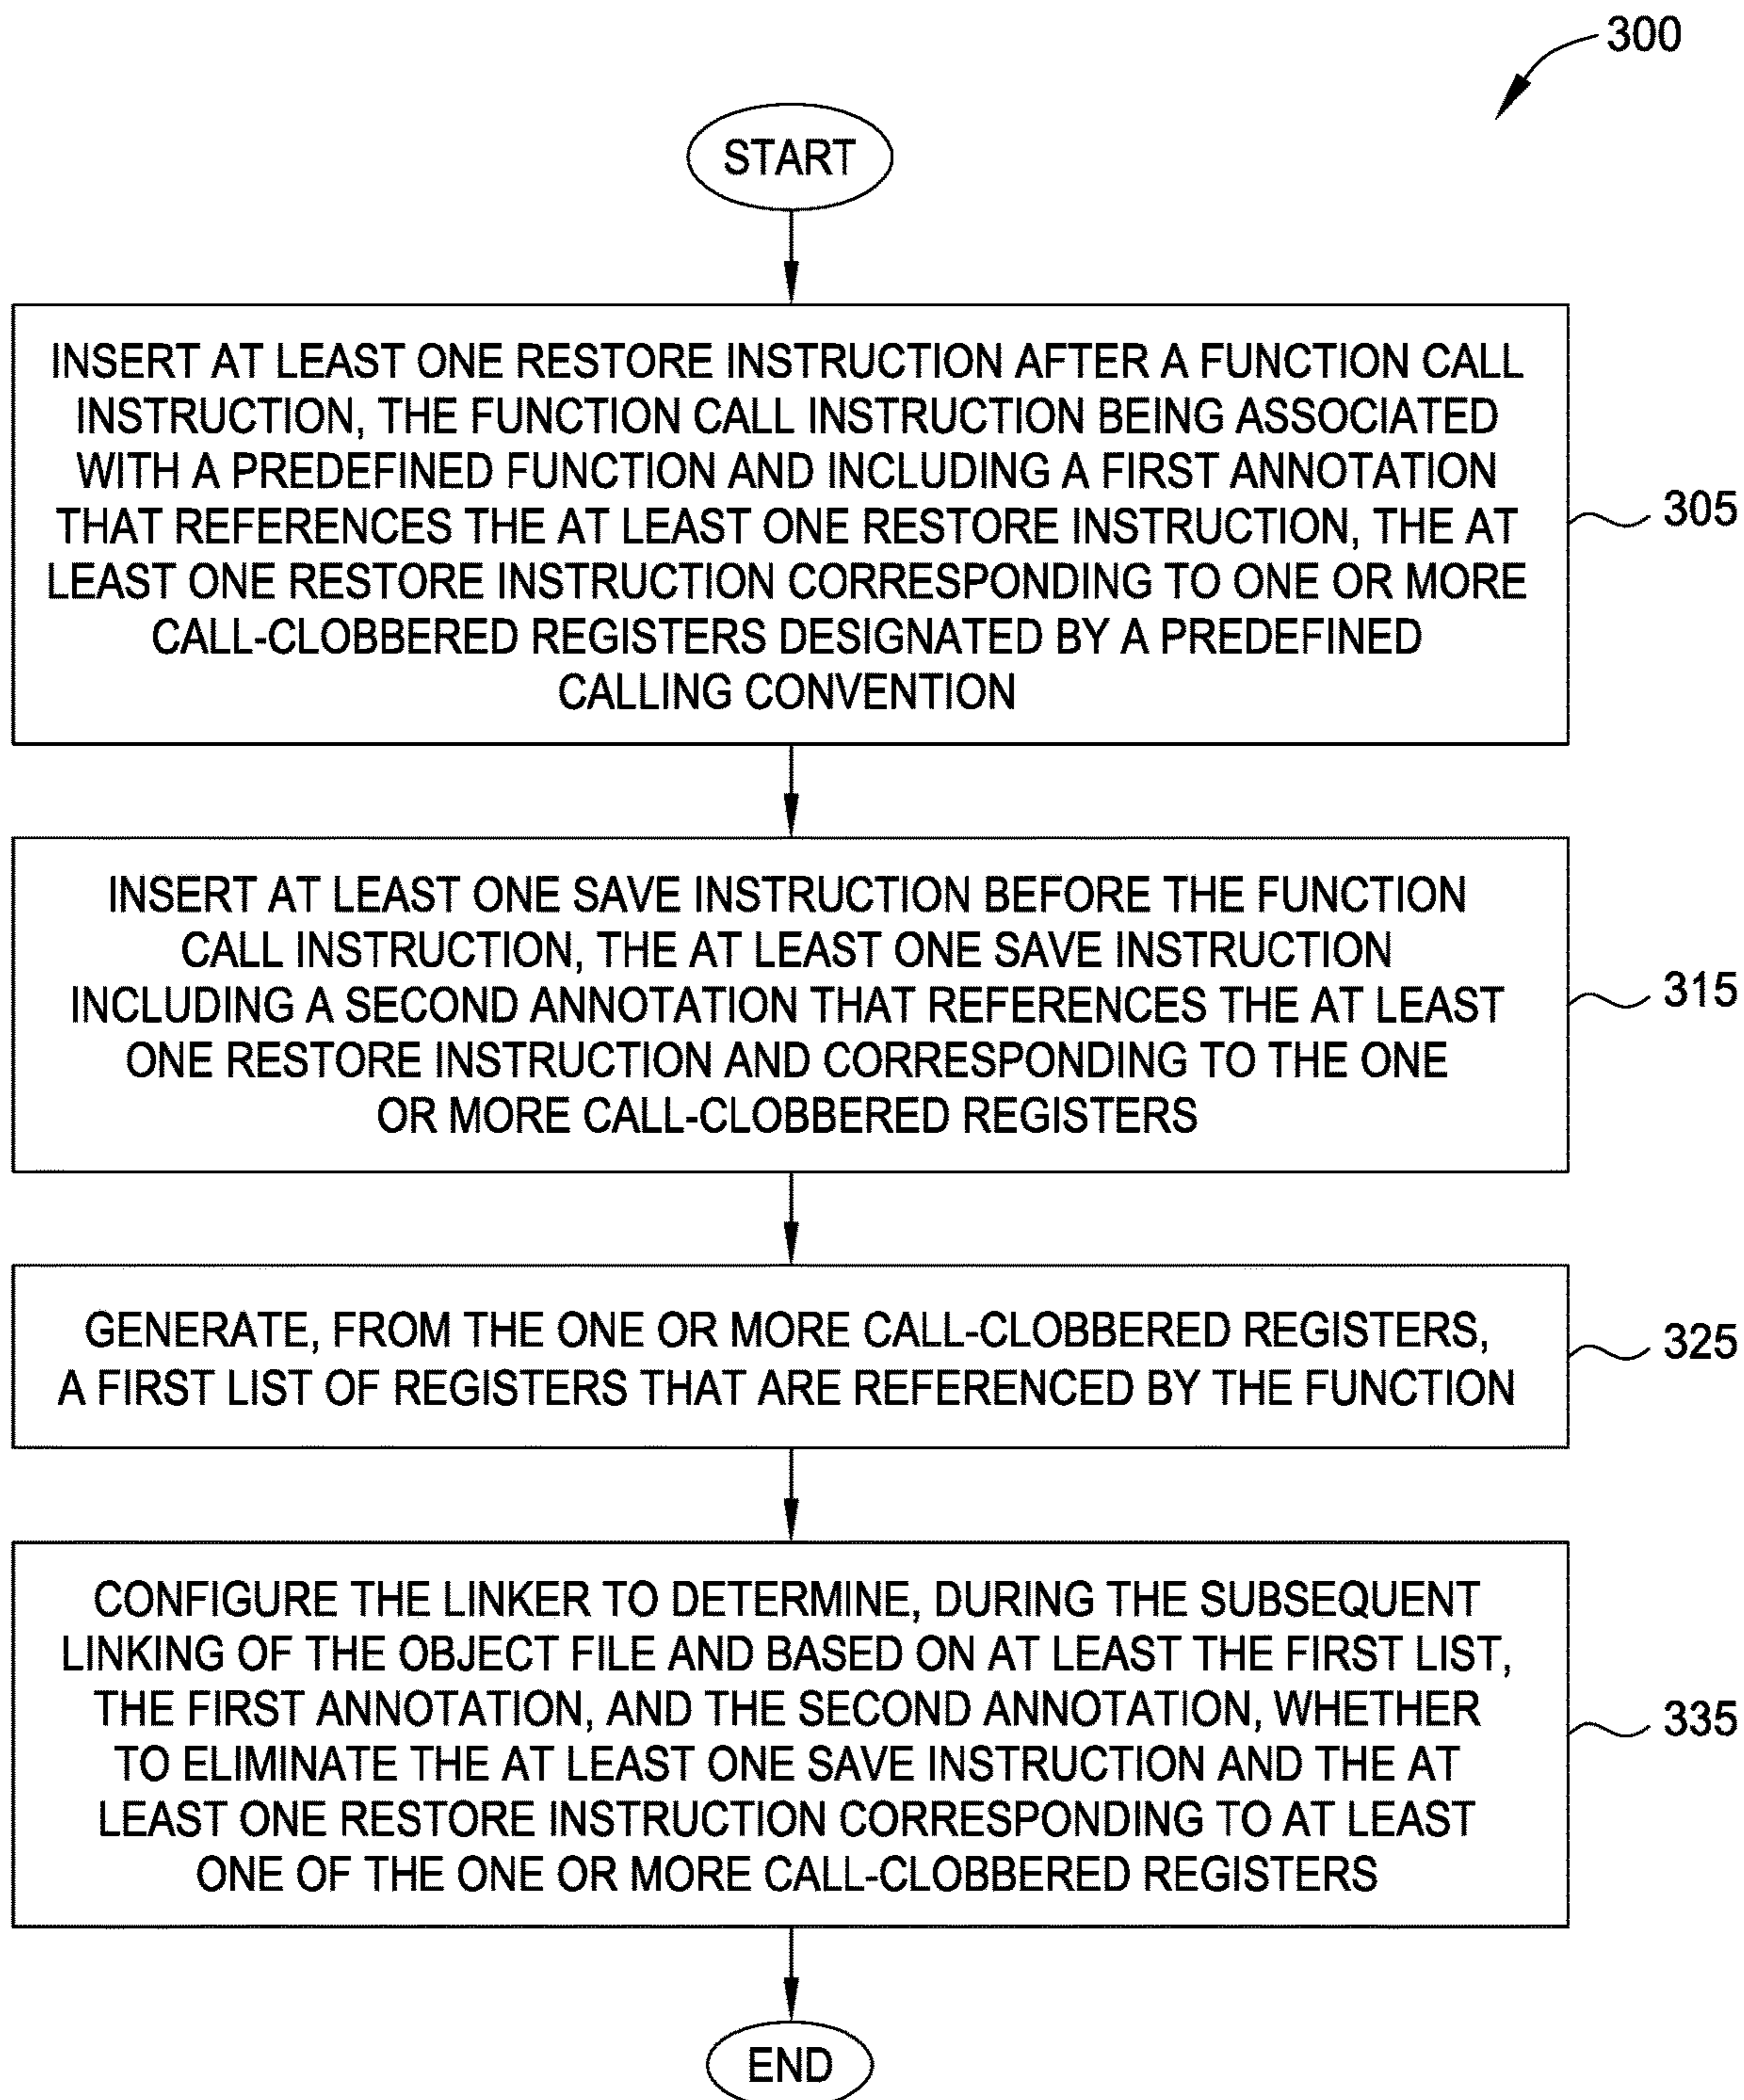 300
START
INSERT AT LEAST ONE RESTORE INSTRUCTION AFTER A FUNCTION CALL
INSTRUCTION, THE FUNCTION CALL INSTRUCTION BEING ASSOCIATED
WITH A PREDEFINED FUNCTION AND INCLUDING A FIRST ANNOTATION
THAT REFERENCES THE AT LEAST ONE RESTORE INSTRUCTION, THE AT
LEAST ONE RESTORE INSTRUCTION CORRESPONDING TO ONE OR MORE
CALL-CLOBBERED REGISTERS DESIGNATED BY A PREDEFINED
CALLING CONVENTION
305
INSERT AT LEAST ONE SAVE INSTRUCTION BEFORE THE FUNCTION
CALL INSTRUCTION, THE AT LEAST ONE SAVE INSTRUCTION
INCLUDING A SECOND ANNOTATION THAT REFERENCES THE AT LEAST
ONE RESTORE INSTRUCTION AND CORRESPONDING TO THE ONE
OR MORE CALL-CLOBBERED REGISTERS
315
GENERATE, FROM THE ONE OR MORE CALL-CLOBBERED REGISTERS,
A FIRST LIST OF REGISTERS THAT ARE REFERENCED BY THE FUNCTION
325
CONFIGURE THE LINKER TO DETERMINE, DURING THE SUBSEQUENT
LINKING OF THE OBJECT FILE AND BASED ON AT LEAST THE FIRST LIST,
THE FIRST ANNOTATION, AND THE SECOND ANNOTATION, WHETHER
TO ELIMINATE THE AT LEAST ONE SAVE INSTRUCTION AND THE AT
LEAST ONE RESTORE INSTRUCTION CORRESPONDING TO AT LEAST
ONE OF THE ONE OR MORE CALL-CLOBBERED REGISTERS
335
END